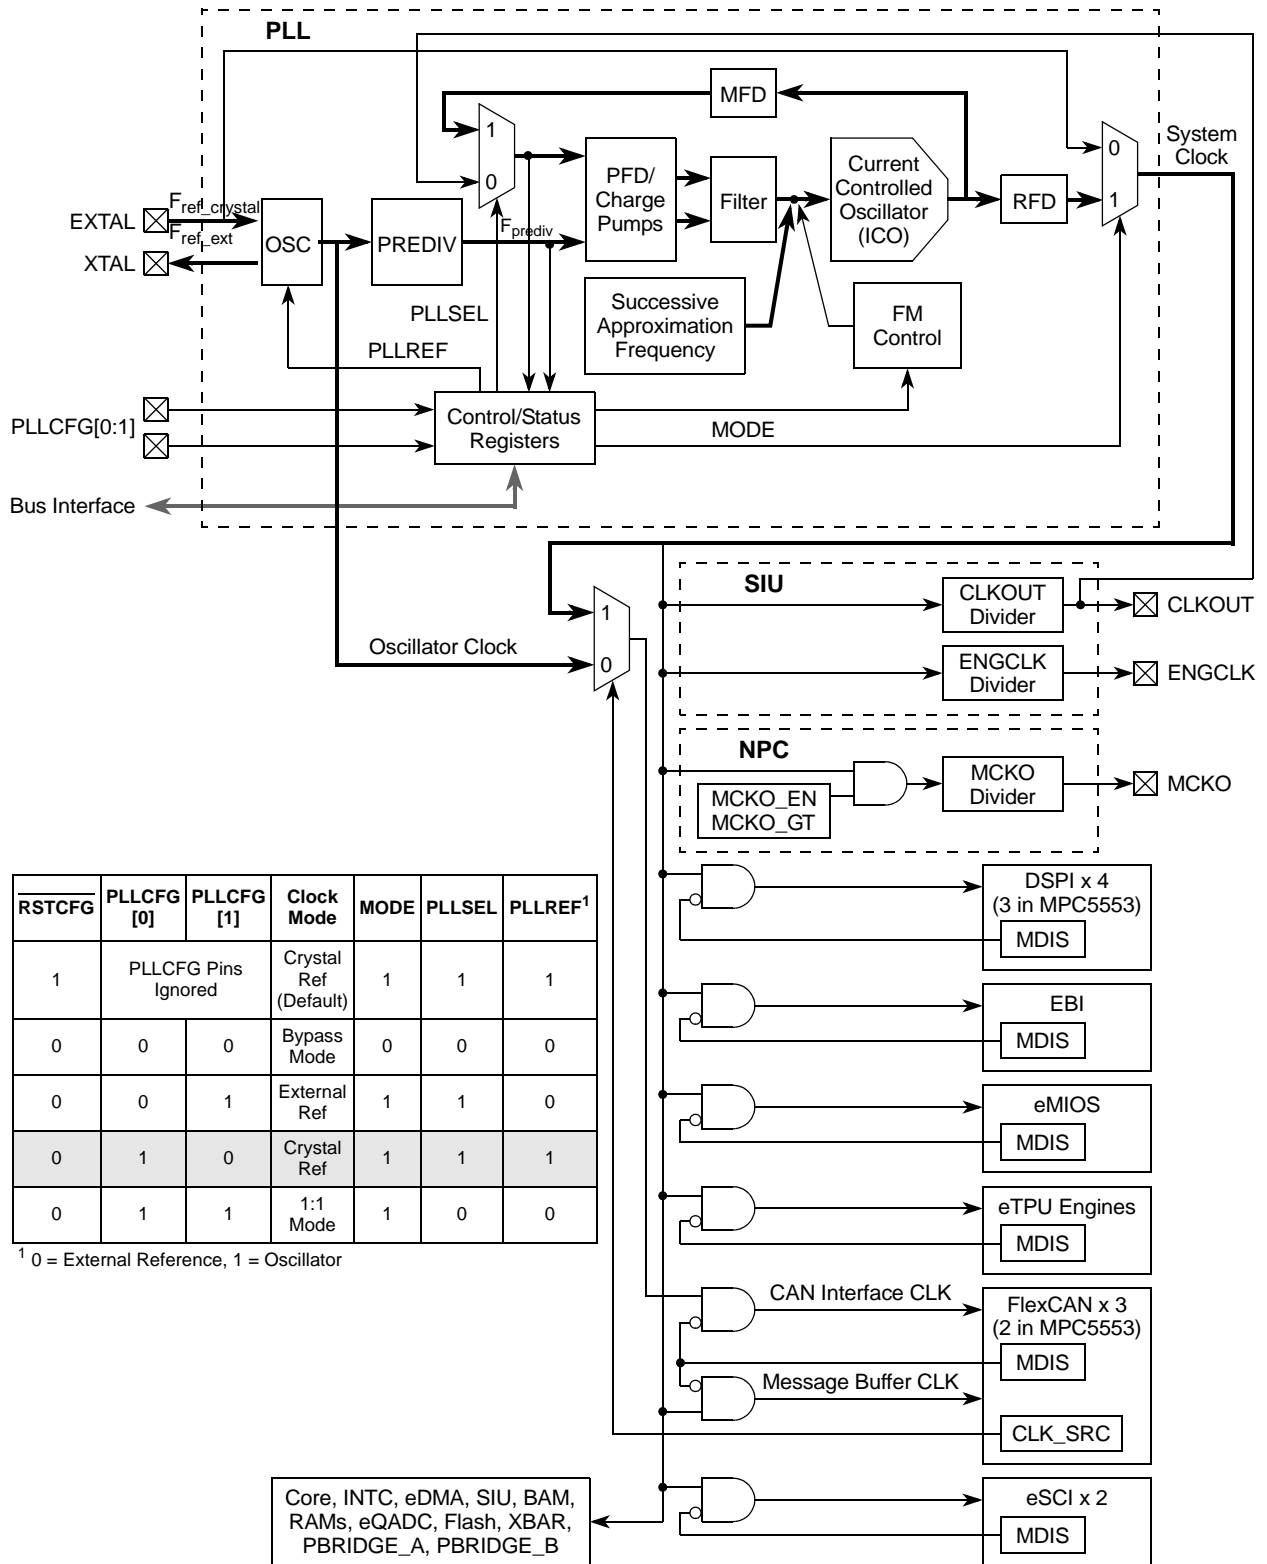 PLL
MFD
1
0
0
1
System
Clock
PFD/
Charge
Pumps
Filter
Current
Controlled
Oscillator
(ICO)
RFD
EXTAL
Fref_crystal
Fref_ext
XTAL
OSC
PREDIV
Fprediv
PLLSEL
PLLREF
Successive
Approximation
Frequency
FM
Control
PLLCFG[0:1]
Control/Status
Registers
MODE
Bus Interface
SIU
CLKOUT
Divider
CLKOUT
1
0
Oscillator Clock
ENGCLK
Divider
ENGCLK
NPC
MCKO_EN
MCKO_GT
MCKO
Divider
MCKO
RSTCFG PLLCFG [0] PLLCFG [1] Clock Mode MODE PLLSEL PLLREF1
1 PLLCFG Pins Ignored Crystal Ref (Default) 1 1 1
0 0 0 Bypass Mode 0 0 0
0 0 1 External Ref 1 1 0
0 1 0 Crystal Ref 1 1 1
0 1 1 1:1 Mode 1 0 0
1 0 = External Reference, 1 = Oscillator
DSPI x 4
(3 in MPC5553)
MDIS
EBI
MDIS
eMIOS
MDIS
eTPU Engines
MDIS
CAN Interface CLK
FlexCAN x 3
(2 in MPC5553)
MDIS
Message Buffer CLK
CLK_SRC
Core, INTC, eDMA, SIU, BAM,
RAMs, eQADC, Flash, XBAR,
PBRIDGE_A, PBRIDGE_B
eSCI x 2
MDIS